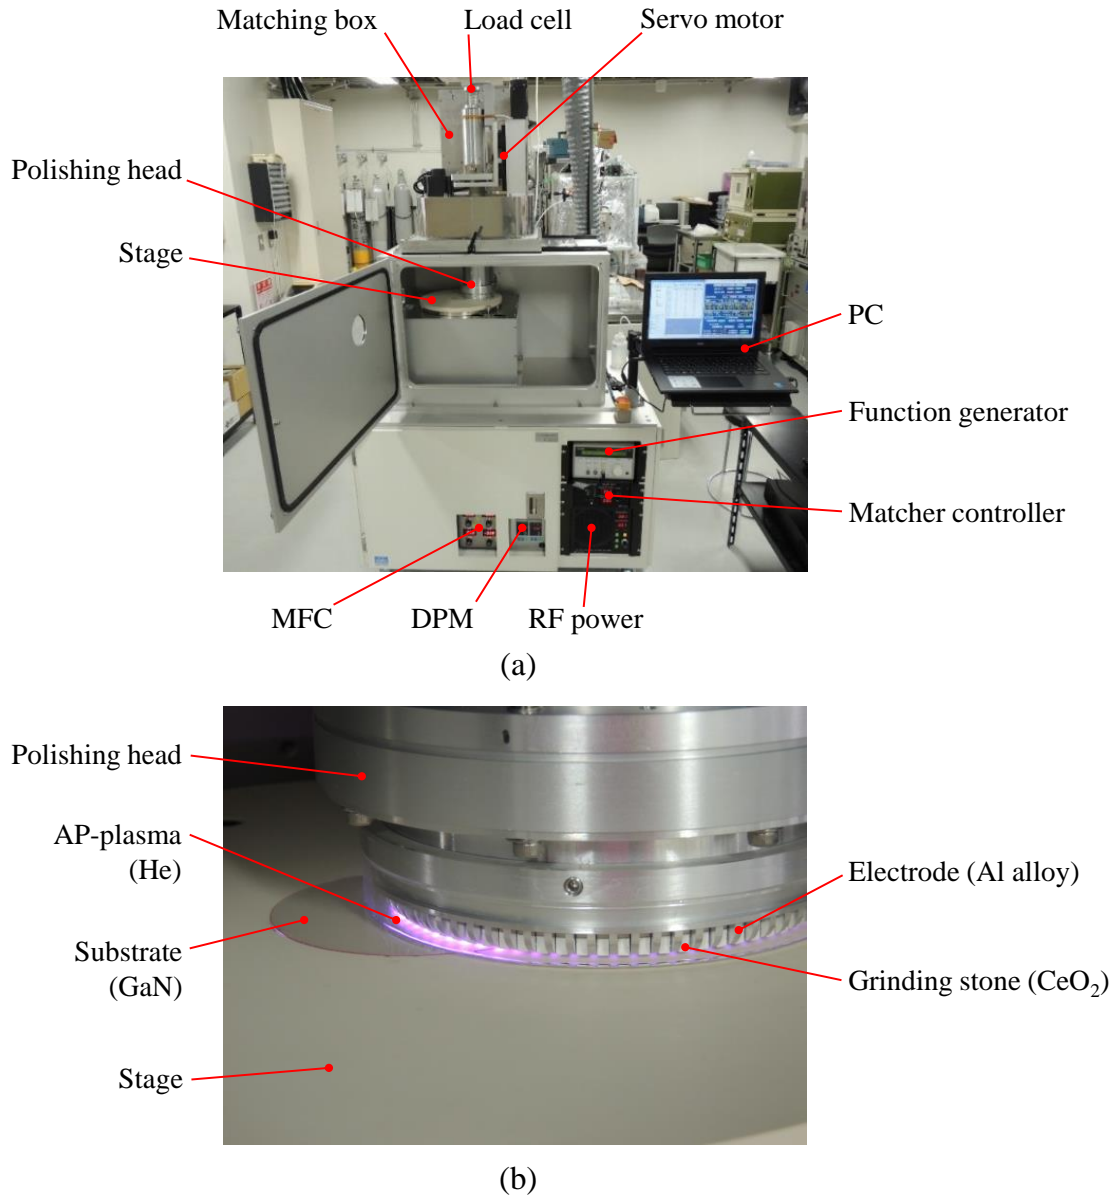 Matching box
Load cell
Servo motor
Polishing head
Stage
PC
Function generator
Matcher controller
MFC
DPM
RF power
(a)
Polishing head
AP-plasma
(He)
Electrode (Al alloy)
Substrate
(GaN)
Grinding stone (CeO₂)
Stage
(b)